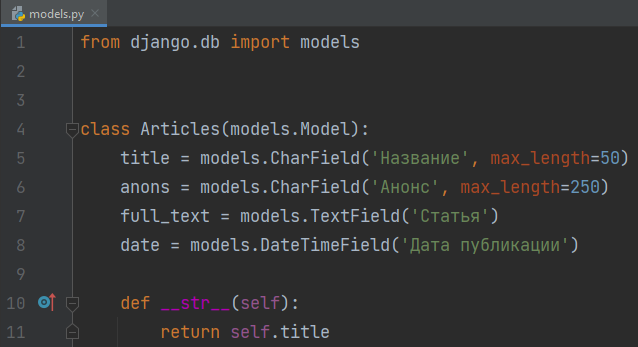 models.py
1 from django.db import models
2
3
4 class Articles(models.Model):
5     title = models.CharField('Название', max_length=50)
6     anons = models.CharField('Анонс', max_length=250)
7     full_text = models.TextField('Статья')
8     date = models.DateTimeField('Дата публикации')
9
10     def __str__(self):
11         return self.title